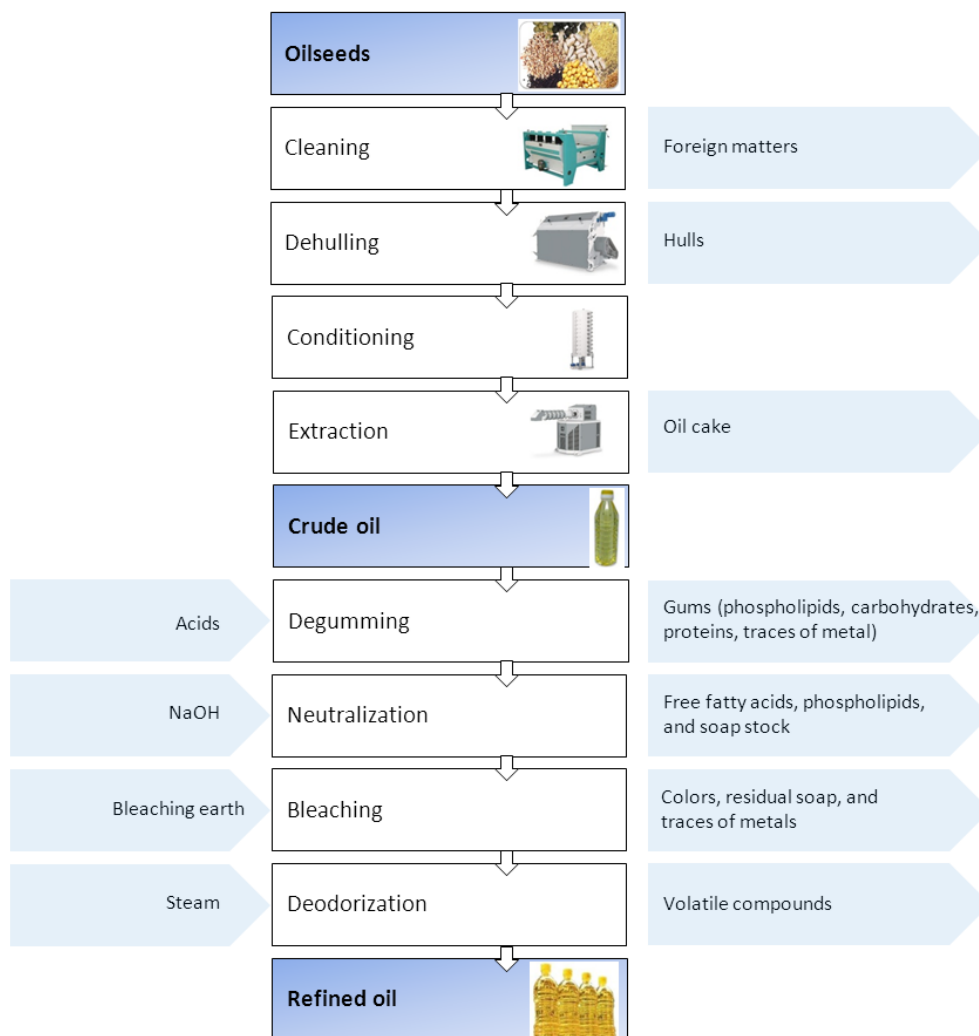 Oilseeds
Cleaning
Foreign matters
Dehulling
Hulls
Conditioning
Extraction
Oil cake
Crude oil
Acids
Degumming
Gums (phospholipids, carbohydrates,
proteins, traces of metal)
NaOH
Neutralization
Free fatty acids, phospholipids,
and soap stock
Bleaching earth
Bleaching
Colors, residual soap, and
traces of metals
Steam
Deodorization
Volatile compounds
Refined oil